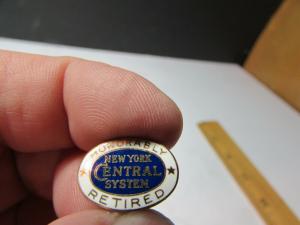 HONORABLY
NEW YORK
CENTRAL
SYSTEM
RETIRED